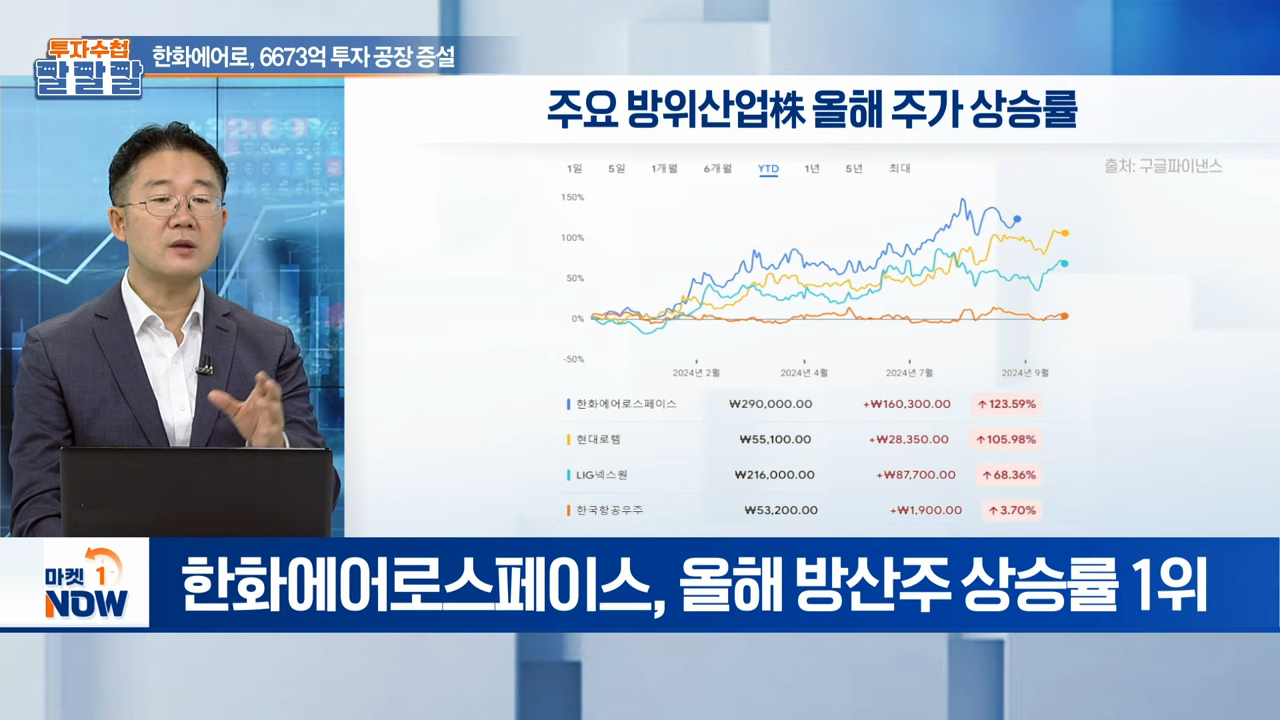 투자수첩
팔팔팔
한화에어로, 6673억 투자 공장 증설
주요 방위산업株 올해 주가 상승률
출처: 구글파이낸스
1일 5일 1개월 6개월 YTD 1년 5년 최대
150%
100%
50%
0%
-50%
2024년 2월 2024년 4월 2024년 7월 2024년 9월
한화에어로스페이스 ₩290,000.00 +₩160,300.00 ↑123.59%
현대로템 ₩55,100.00 +₩28,350.00 ↑105.98%
LIG넥스원 ₩216,000.00 +₩87,700.00 ↑68.36%
한국항공우주 ₩53,200.00 +₩1,900.00 ↑3.70%
마켓 1
NOW
한화에어로스페이스, 올해 방산주 상승률 1위